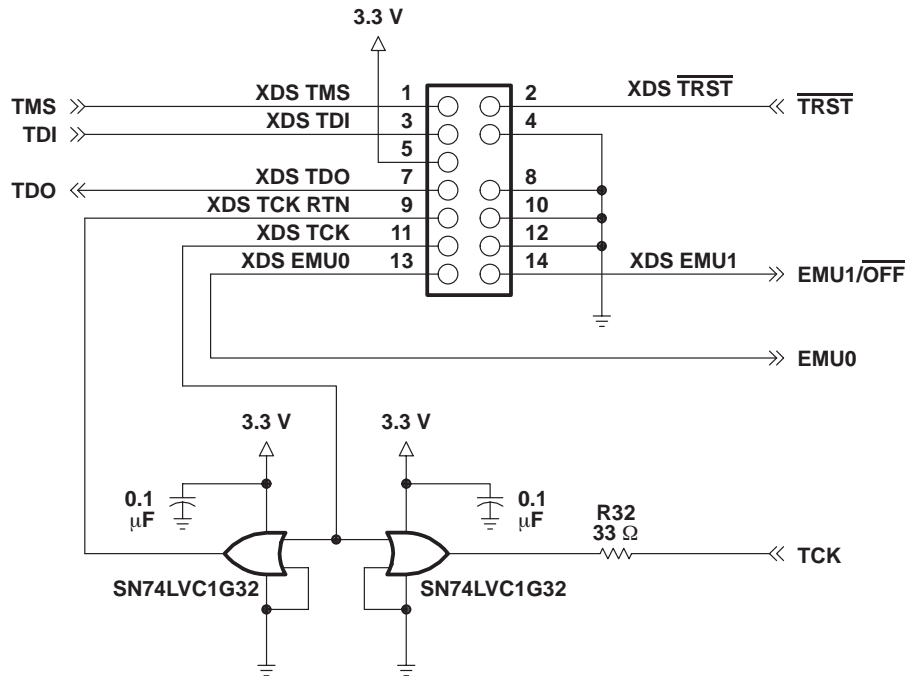 3.3 V
XDS TMS 1 2 XDS TRST
TMS TRST
XDS TDI 3 4
TDI
5
XDS TDO 7 8
TDO
XDS TCK RTN 9 10
XDS TCK 11 12
XDS EMU0 13 14 XDS EMU1
EMU1/OFF
EMU0
3.3 V 3.3 V
0.1 μF 0.1 μF
R32
33 Ω
TCK
SN74LVC1G32 SN74LVC1G32